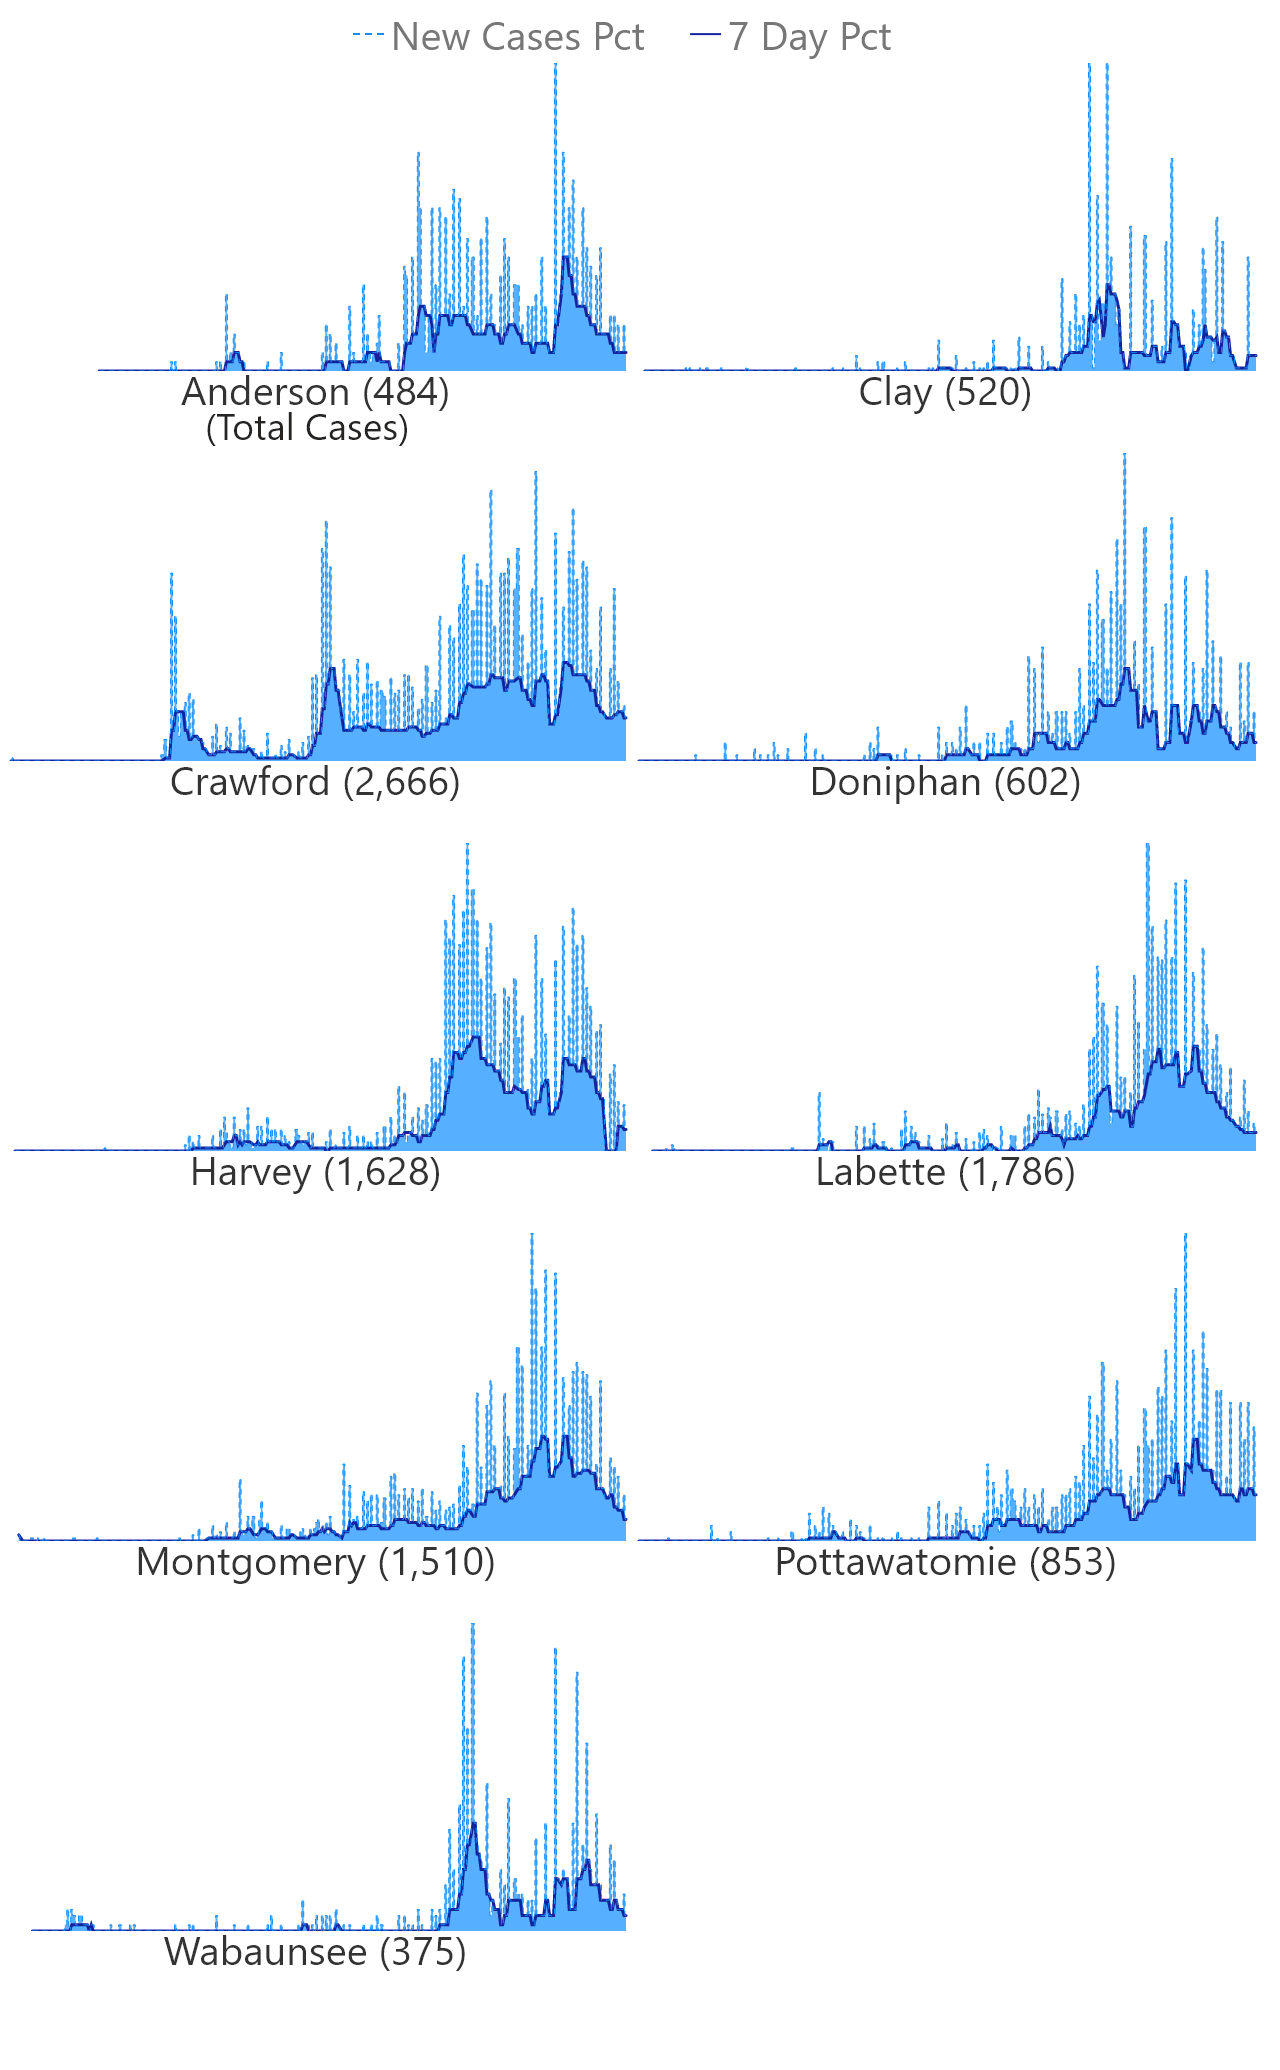 New Cases Pct 7 Day Pct
Anderson (484) Clay (520)
(Total Cases)
Crawford (2,666) Doniphan (602)
Harvey (1,628) Labette (1,786)
Montgomery (1,510) Pottawatomie (853)
Wabaunsee (375)